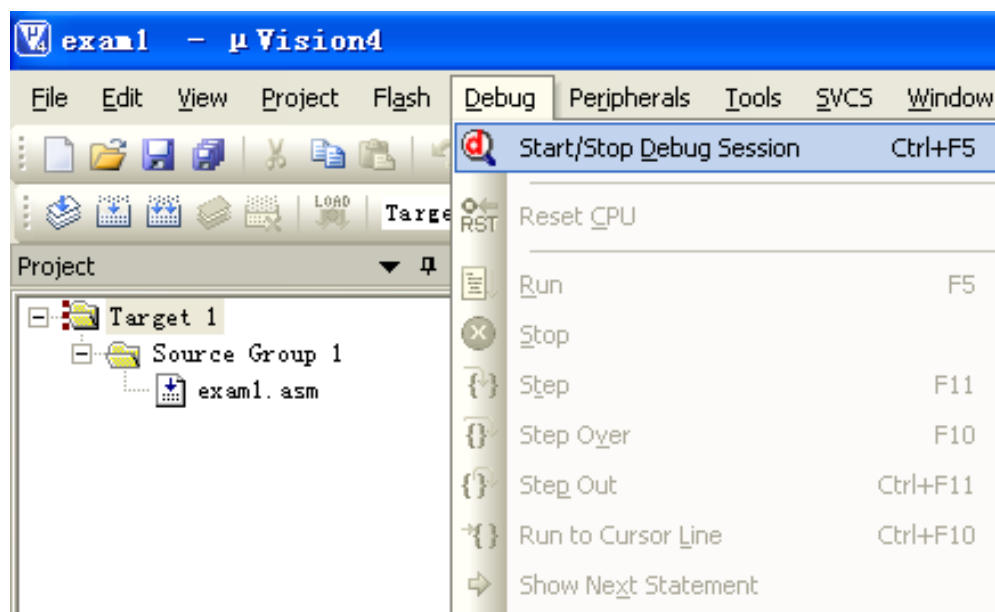 exam1 - μVision4
File Edit View Project Flash Debug Peripherals Tools SVCS Window
Start/Stop Debug Session Ctrl+F5
LOAD Targe
RST Reset CPU
Project
Run F5
Target 1
Stop
Source Group 1
Step F11
exam1.asm
Step Over F10
Step Out Ctrl+F11
Run to Cursor Line Ctrl+F10
Show Next Statement